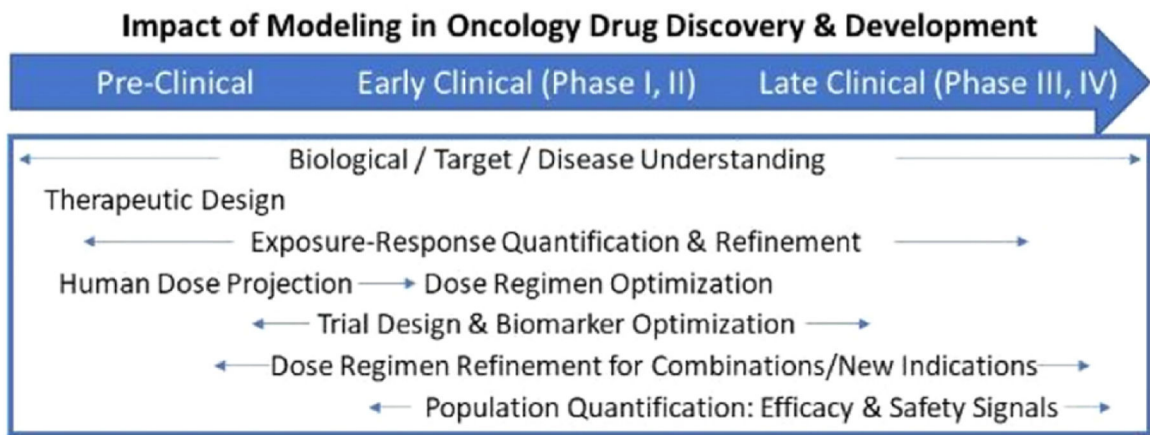 Impact of Modeling in Oncology Drug Discovery & Development
Pre-Clinical Early Clinical (Phase I, II) Late Clinical (Phase III, IV)
Biological / Target / Disease Understanding
Therapeutic Design
Exposure-Response Quantification & Refinement
Human Dose Projection Dose Regimen Optimization
Trial Design & Biomarker Optimization
Dose Regimen Refinement for Combinations/New Indications
Population Quantification: Efficacy & Safety Signals